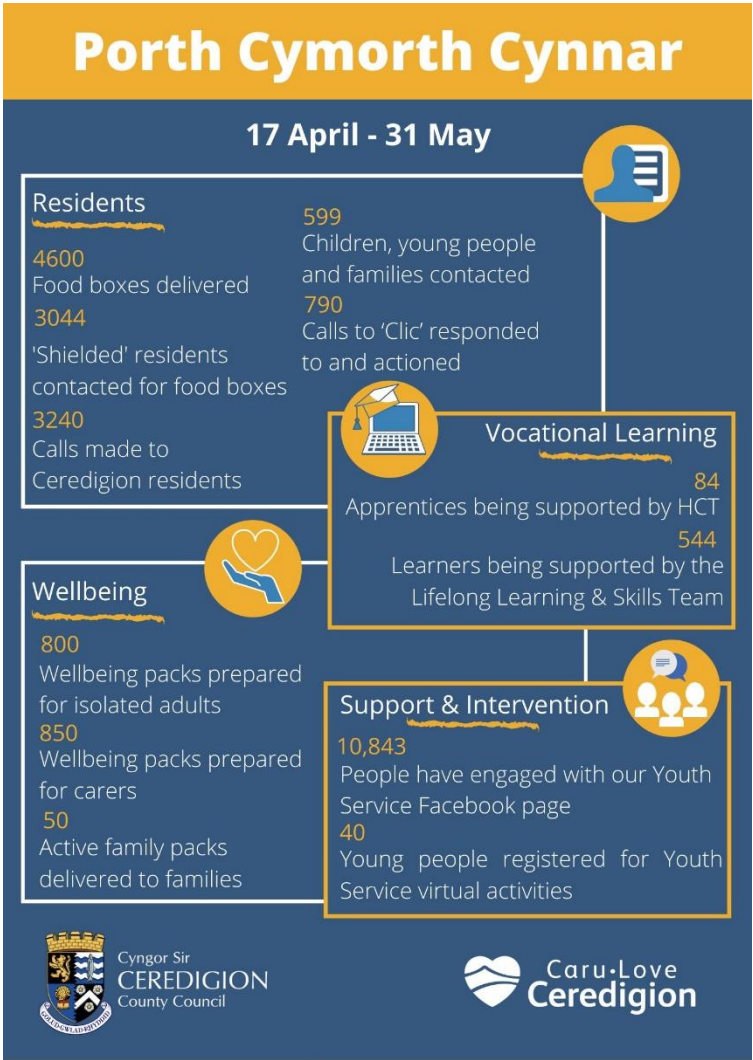 Porth Cymorth Cynnar
17 April - 31 May
Residents
4600
Food boxes delivered
3044
'Shielded' residents
contacted for food boxes
3240
Calls made to
Ceredigion residents
599
Children, young people
and families contacted
790
Calls to ‘Clic’ responded
to and actioned
Vocational Learning
84
Apprentices being supported by HCT
544
Learners being supported by the
Lifelong Learning & Skills Team
Wellbeing
800
Wellbeing packs prepared
for isolated adults
850
Wellbeing packs prepared
for carers
50
Active family packs
delivered to families
Support & Intervention
10,843
People have engaged with our Youth
Service Facebook page
40
Young people registered for Youth
Service virtual activities
GOLUD·GWLAD·RHYDDID
Cyngor Sir
CEREDIGION
County Council
Caru·Love
Ceredigion